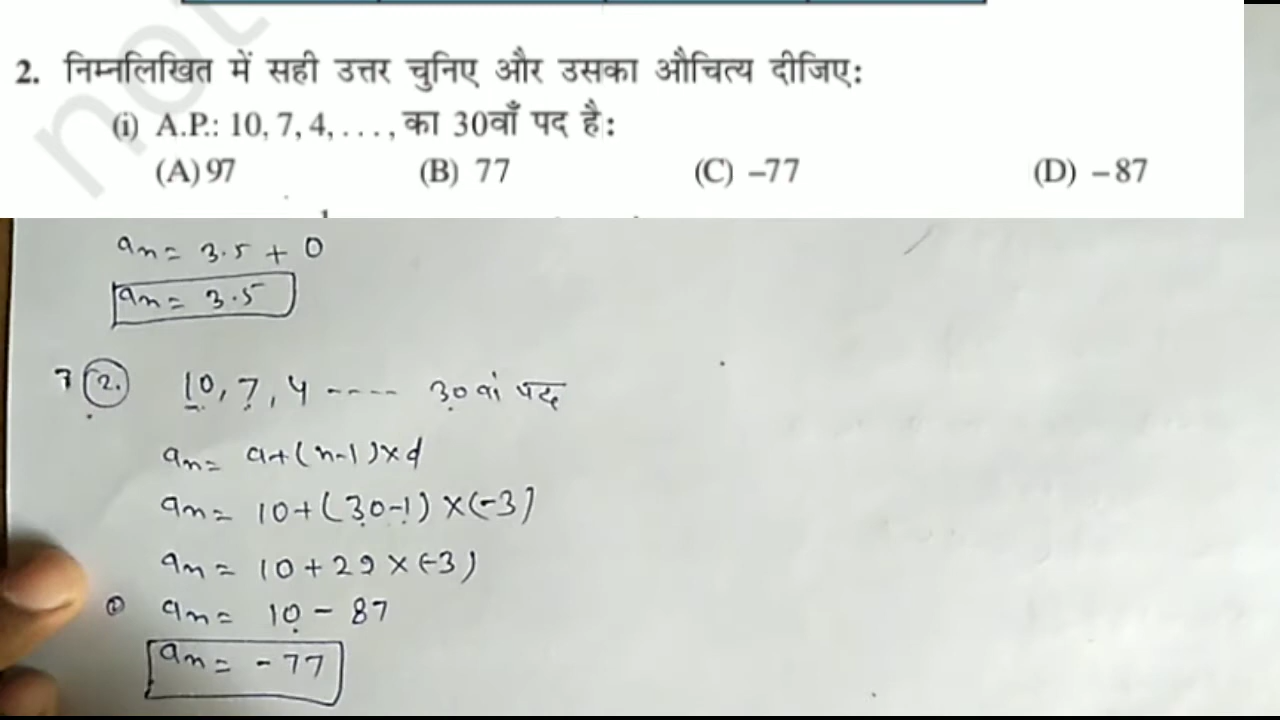 not
2. निम्नलिखित में सही उत्तर चुनिए और उसका औचित्य दीजिए:
(i) A.P.: 10, 7, 4, . . . , का 30वाँ पद है:
(A) 97 (B) 77 (C) –77 (D) – 87
an = 3.5 + 0
an = 3.5
7 2. 10, 7, 4 ---- 30वां पद
an = a+(n-1)×d
an = 10+(30-1)×(-3)
an = 10+29×(-3)
an = 10 - 87
an = -77